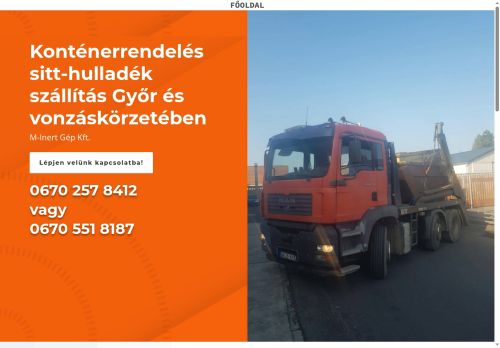 FŐOLDAL
Konténerrendelés
sitt-hulladék
szállítás Győr és
vonzáskörzetében
M-Inert Gép Kft.
Lépjen velünk kapcsolatba!
0670 257 8412
vagy
0670 551 8187
MAN